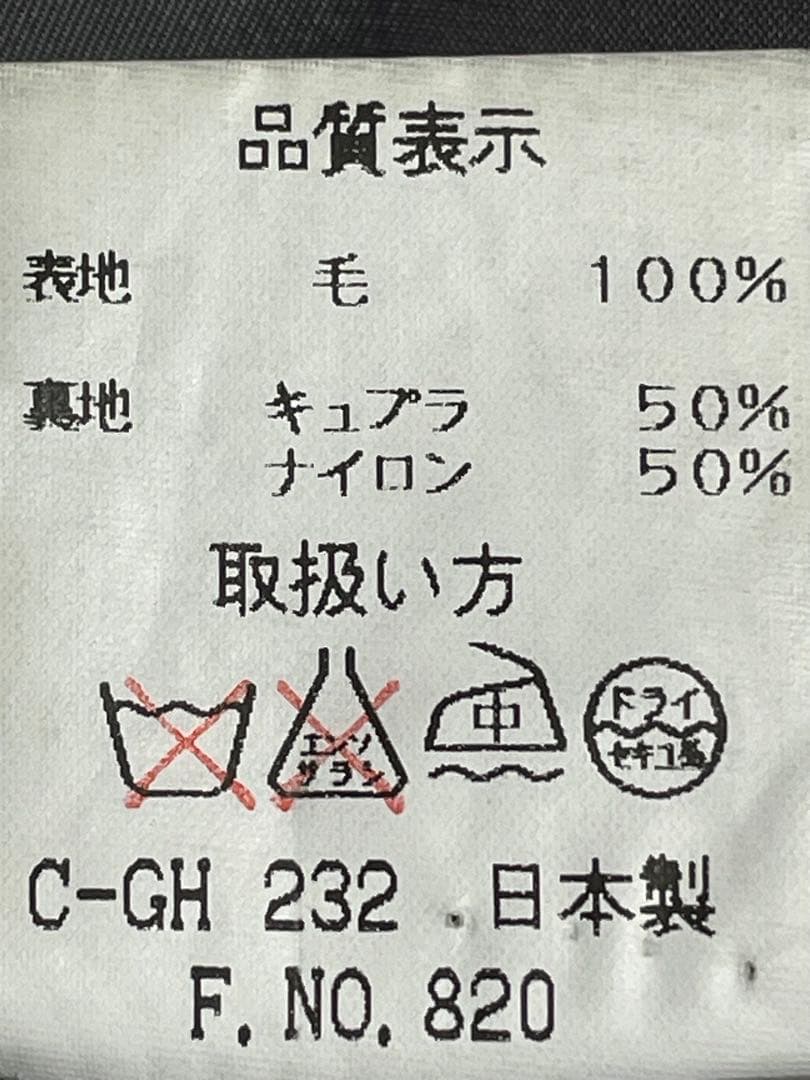 品質表示
表地 毛 100%
裏地 キュプラ 50%
ナイロン 50%
取扱い方
エンソ サラシ 中 ドライ セキユ系
C-GH 232 . 日本製
F. NO. 820